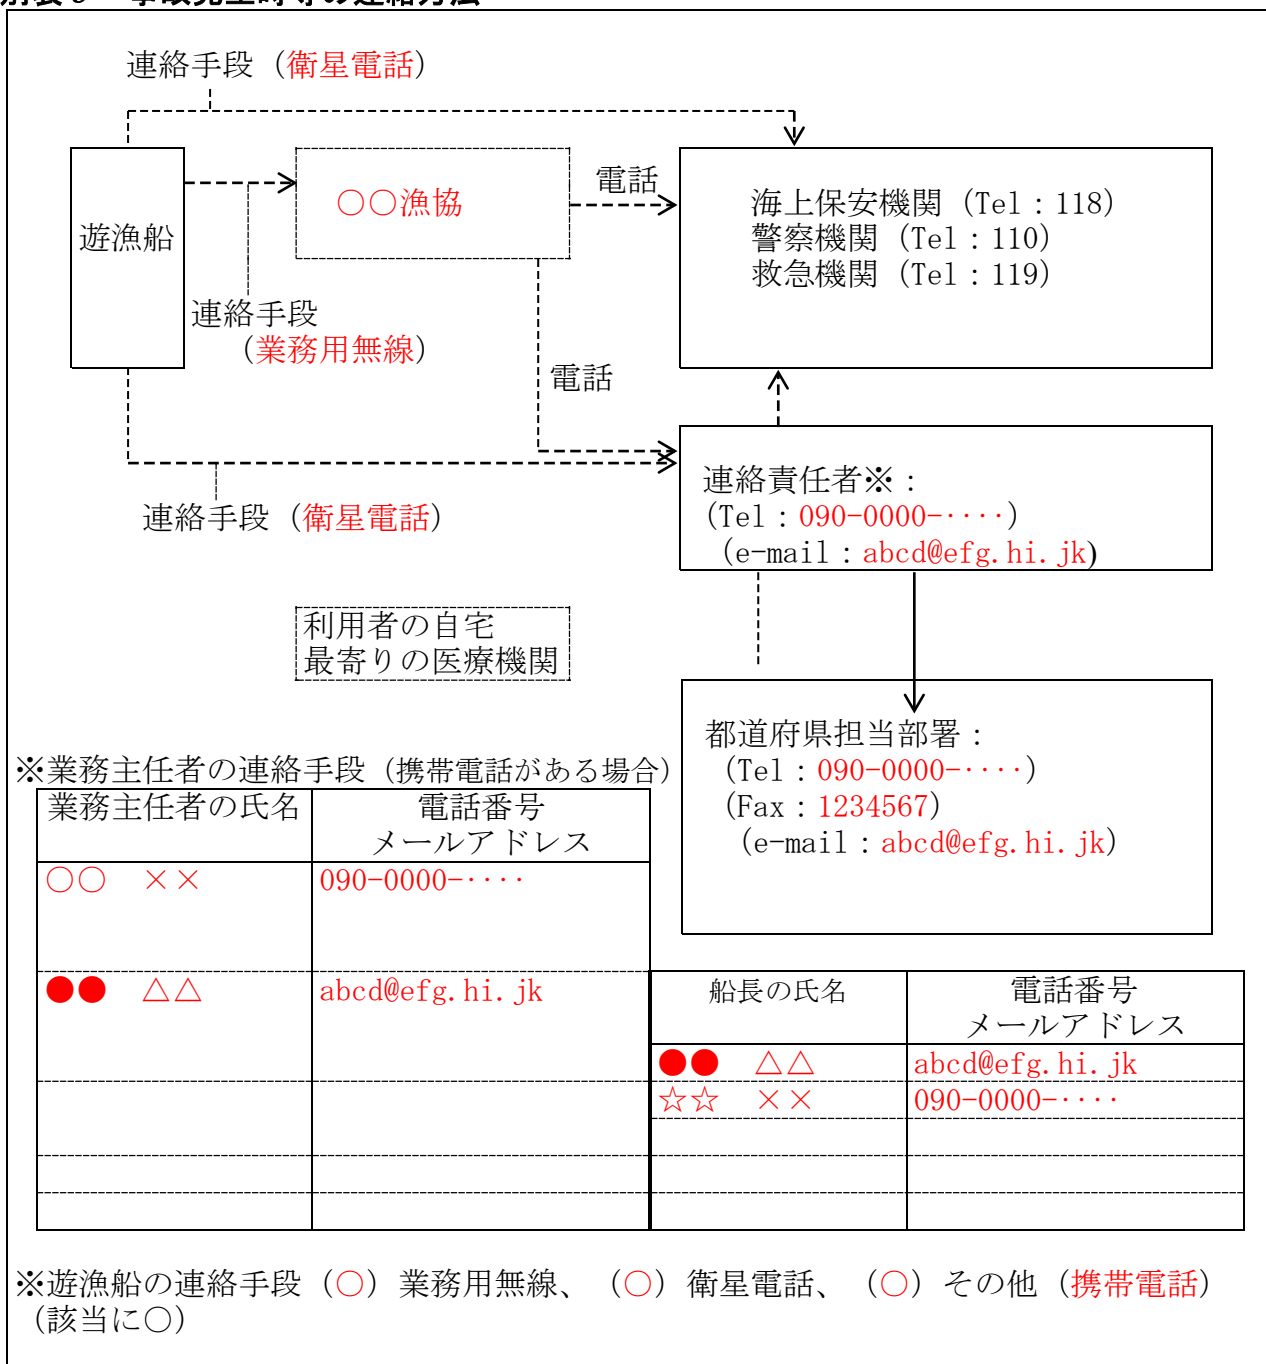 連絡手段（衛星電話）
遊漁船
〇〇漁協
電話
海上保安機関（Tel：118）
警察機関（Tel：110）
救急機関（Tel：119）
連絡手段
（業務用無線）
電話
連絡責任者※：
（Tel：090-0000-････）
（e-mail：abcd@efg.hi.jk)
連絡手段（衛星電話）
利用者の自宅
最寄りの医療機関
都道府県担当部署：
（Tel：090-0000-････）
（Fax：1234567）
（e-mail：abcd@efg.hi.jk）
※業務主任者の連絡手段（携帯電話がある場合）
業務主任者の氏名 電話番号
メールアドレス
〇〇　×× 090-0000-････
●●　△△ abcd@efg.hi.jk
船長の氏名 電話番号
メールアドレス
●●　△△ abcd@efg.hi.jk
☆☆　×× 090-0000-････
※遊漁船の連絡手段（〇）業務用無線、（〇）衛星電話、（〇）その他（携帯電話）
（該当に〇）